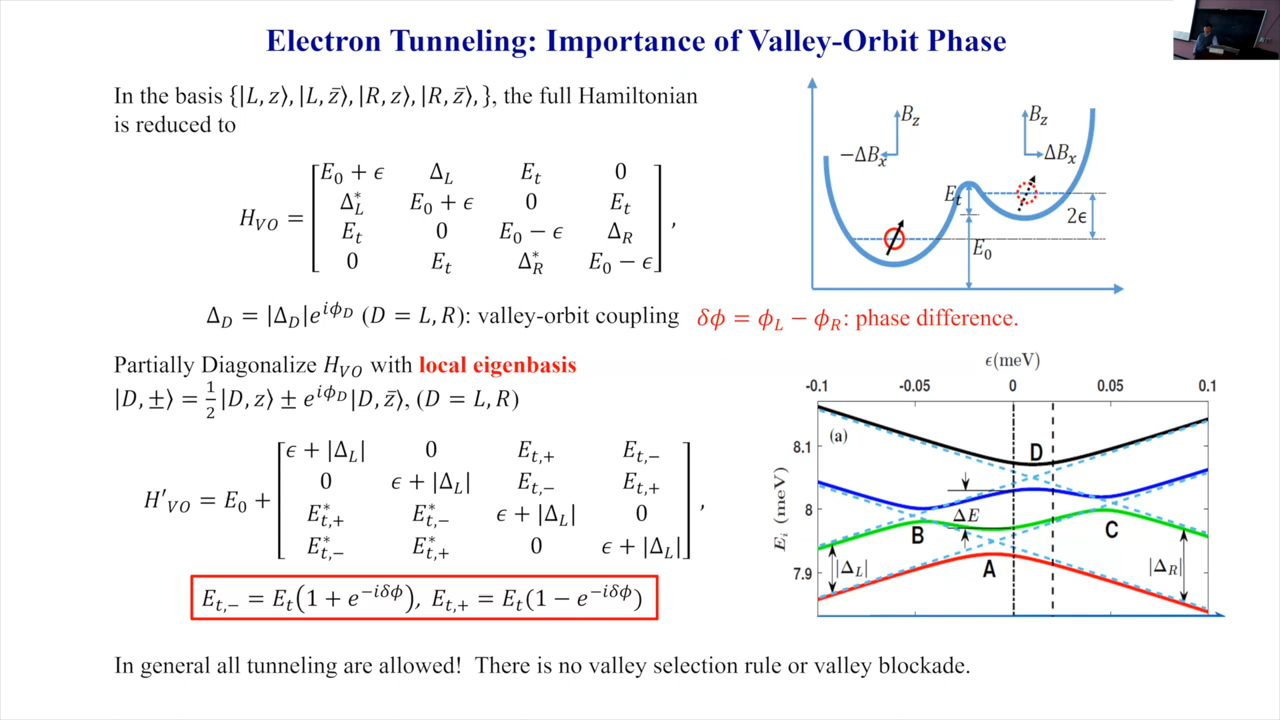 Electron Tunneling: Importance of Valley-Orbit Phase
In the basis {|L, z⟩, |L, z̄⟩, |R, z⟩, |R, z̄⟩, }, the full Hamiltonian
is reduced to
H_VO = [ E_0 + ϵ   Δ_L   E_t   0
Δ_L^*   E_0 + ϵ   0   E_t
E_t   0   E_0 − ϵ   Δ_R
0   E_t   Δ_R^*   E_0 − ϵ ] ,
Δ_D = |Δ_D|e^{iϕ_D} (D = L, R): valley-orbit coupling   δϕ = ϕ_L − ϕ_R: phase difference.
Partially Diagonalize H_VO with local eigenbasis
|D, ±⟩ = 1/2 |D, z⟩ ± e^{iϕ_D}|D, z̄⟩, (D = L, R)
H'_VO = E_0 + [ ϵ + |Δ_L|   0   E_{t,+}   E_{t,−}
0   ϵ + |Δ_L|   E_{t,−}   E_{t,+}
E_{t,+}^*   E_{t,−}^*   ϵ + |Δ_L|   0
E_{t,−}^*   E_{t,+}^*   0   ϵ + |Δ_L| ] ,
E_{t,−} = E_t(1 + e^{−iδϕ}), E_{t,+} = E_t(1 − e^{−iδϕ})
In general all tunneling are allowed! There is no valley selection rule or valley blockade.
B_z   B_z
−ΔB_x   ΔB_x
E_t
2ϵ
E_0
ϵ(meV)
-0.1   -0.05   0   0.05   0.1
(a)
8.1
8
7.9
E_i (meV)
D
ΔE
B
C
A
|Δ_L|
|Δ_R|